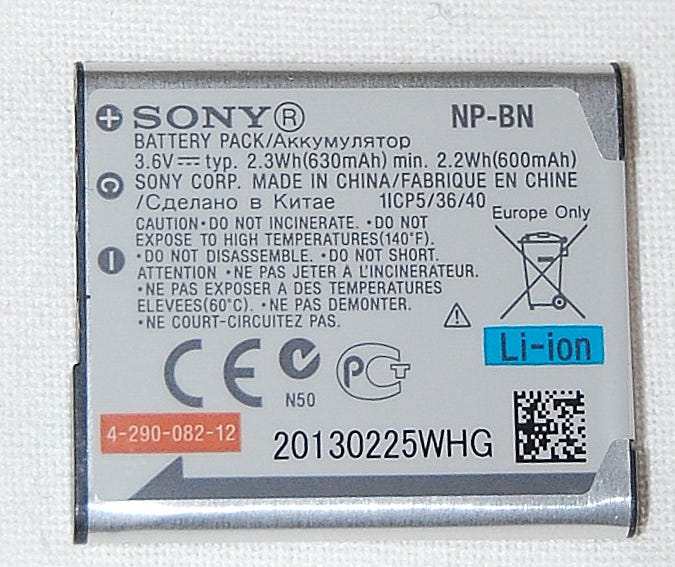 + SONY® NP-BN
BATTERY PACK/Аккумулятор
3.6V⎓ typ. 2.3Wh(630mAh) min. 2.2Wh(600mAh)
C SONY CORP. MADE IN CHINA/FABRIQUE EN CHINE
/Сделано в Китае 1ICP5/36/40
Europe Only
CAUTION•DO NOT INCINERATE. •DO NOT
EXPOSE TO HIGH TEMPERATURES(140°F).
•DO NOT DISASSEMBLE. •DO NOT SHORT.
ATTENTION •NE PAS JETER À L'INCINERATEUR.
•NE PAS EXPOSER A DES TEMPERATURES
ELEVEES(60°C). •NE PAS DEMONTER.
•NE COURT-CIRCUITEZ PAS.
Li-ion
CE N50 PCT
4-290-082-12
20130225WHG